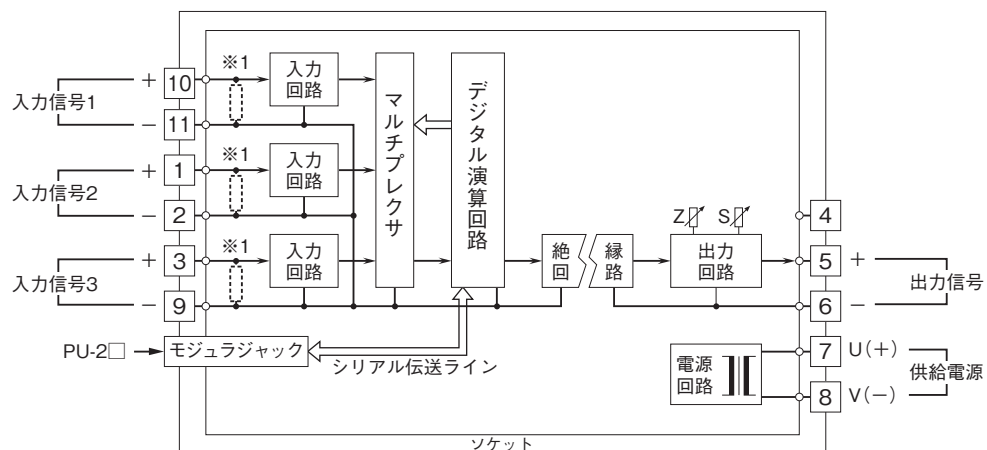 入力信号1
+ 10
− 11
※1
入力
回路
入力信号2
+ 1
− 2
※1
入力
回路
入力信号3
+ 3
− 9
※1
入力
回路
マルチプレクサ
デジタル演算回路
絶縁
回路
Z
S
出力
回路
4
5 +
6 −
出力信号
PU-2□
モジュラジャック
シリアル伝送ライン
電源
回路
7 U(+)
8 V(−)
供給電源
ソケット